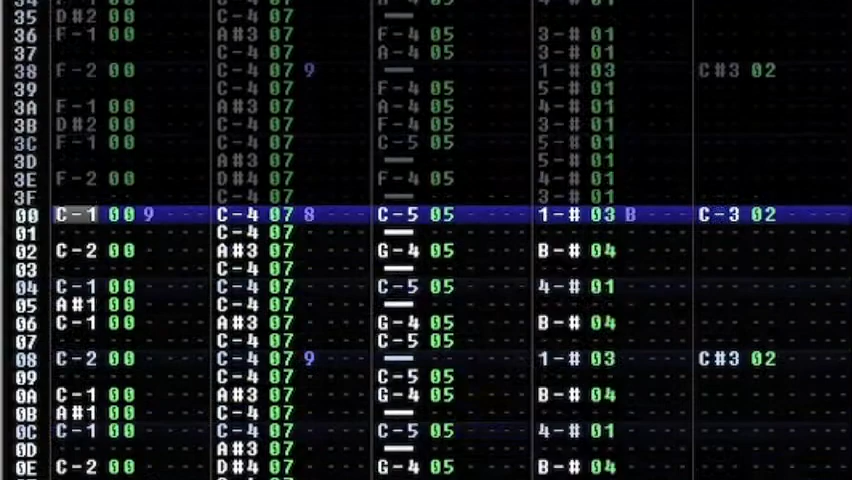 35 D#2 00 C-4 07
36 F-1 00 A#3 07 F-4 05 3-# 01
37 C-4 07 A-4 05 4-# 01
38 F-2 00 C-4 07 9 1-# 03 C#3 02
39 C-4 07 F-4 05 5-# 01
3A F-1 00 A#3 07 A-4 05 4-# 01
3B D#2 00 C-4 07 F-4 05 3-# 01
3C F-1 00 C-4 07 C-5 05 5-# 01
3D A#3 07 5-# 01
3E F-2 00 D#4 07 F-4 05 4-# 01
3F C-4 07 3-# 01
00 C-1 00 9 C-4 07 8 C-5 05 1-# 03 B C-3 02
01 C-4 07
02 C-2 00 A#3 07 G-4 05 B-# 04
03 C-4 07
04 C-1 00 C-4 07 C-5 05 4-# 01
05 A#1 00 C-4 07
06 C-1 00 A#3 07 G-4 05 B-# 04
07 C-4 07 C-5 05
08 C-2 00 C-4 07 9 1-# 03 C#3 02
09 C-4 07 C-5 05
0A C-1 00 A#3 07 G-4 05 B-# 04
0B A#1 00 C-4 07
0C C-1 00 C-4 07 C-5 05 4-# 01
0D A#3 07
0E C-2 00 D#4 07 G-4 05 B-# 04